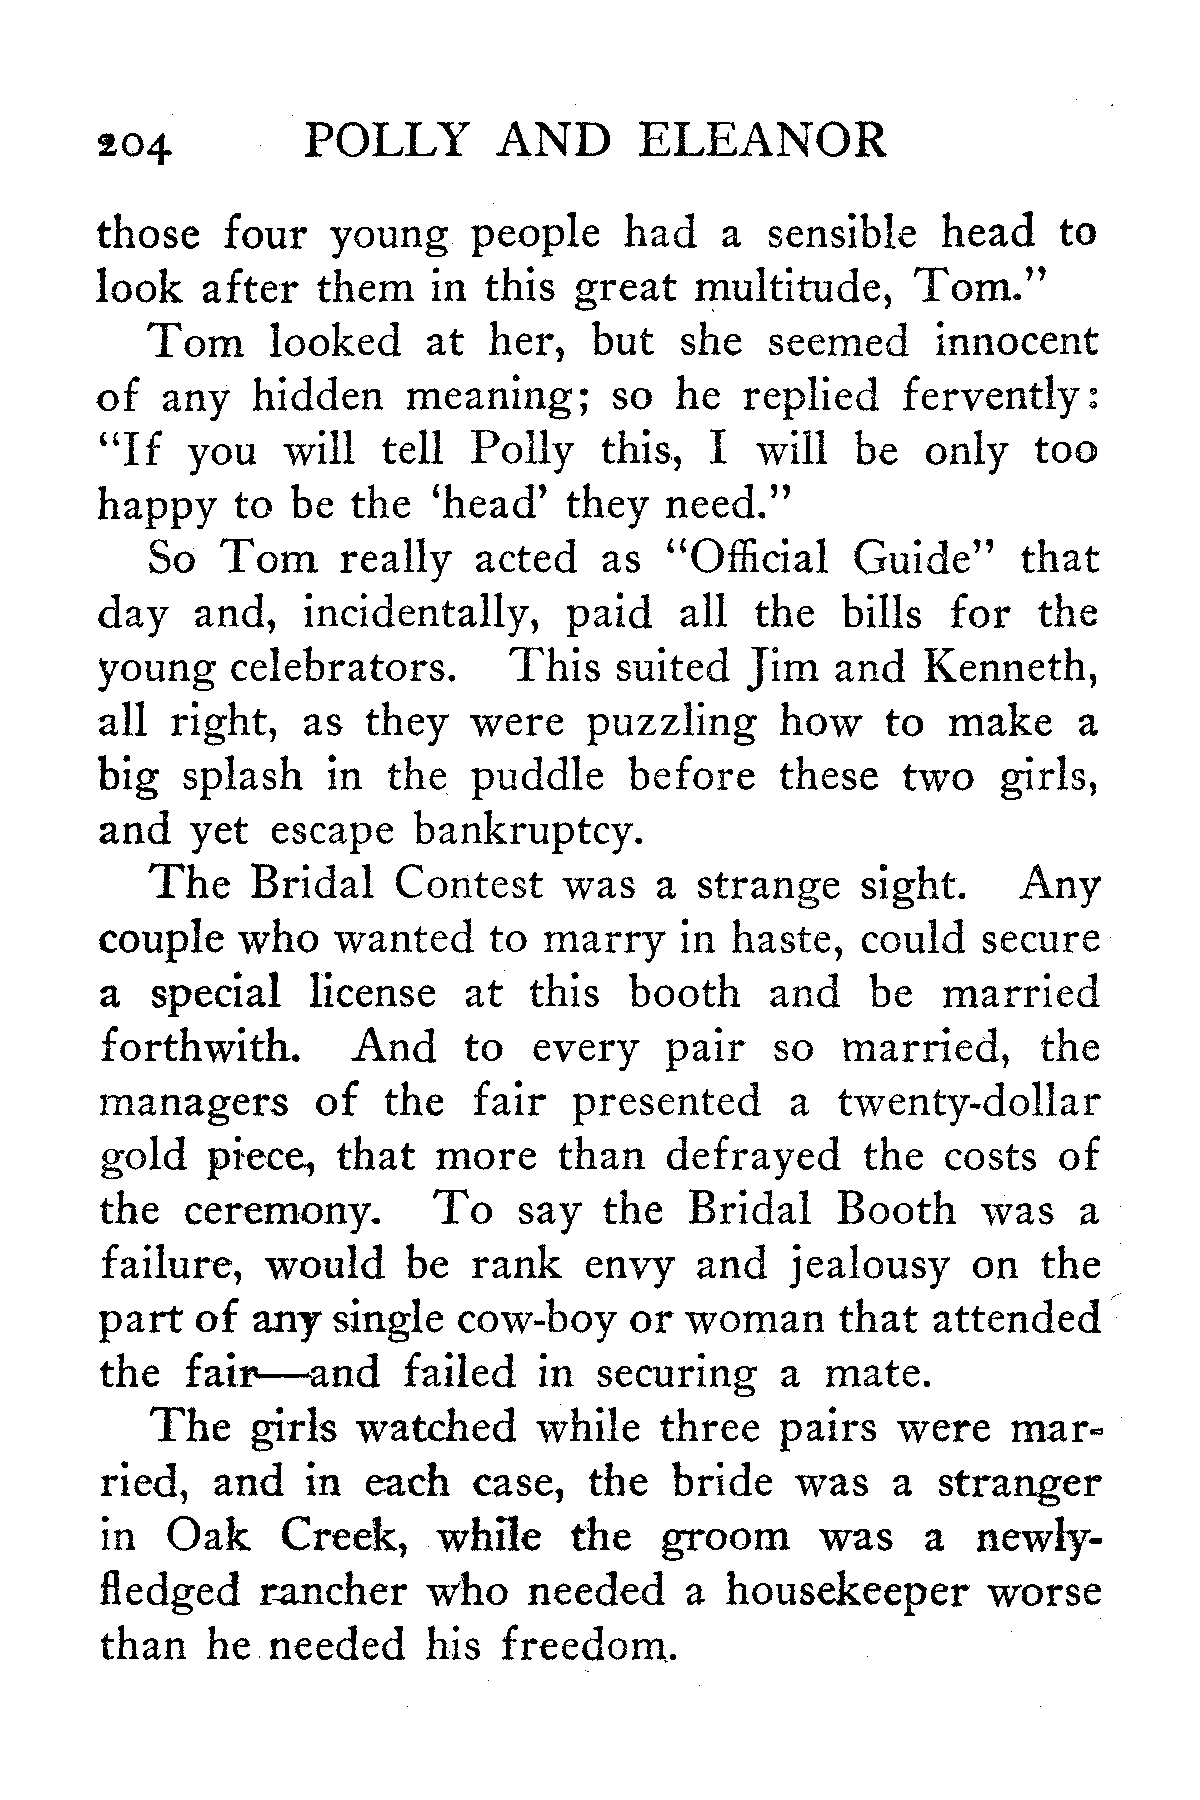 204 POLLY AND ELEANOR
those four young people had a sensible head to
look after them in this great multitude, Tom.”
Tom looked at her, but she seemed innocent
of any hidden meaning; so he replied fervently:
“If you will tell Polly this, I will be only too
happy to be the ‘head’ they need.”
So Tom really acted as “Official Guide” that
day and, incidentally, paid all the bills for the
young celebrators. This suited Jim and Kenneth,
all right, as they were puzzling how to make a
big splash in the puddle before these two girls,
and yet escape bankruptcy.
The Bridal Contest was a strange sight. Any
couple who wanted to marry in haste, could secure
a special license at this booth and be married
forthwith. And to every pair so married, the
managers of the fair presented a twenty-dollar
gold piece, that more than defrayed the costs of
the ceremony. To say the Bridal Booth was a
failure, would be rank envy and jealousy on the
part of any single cow-boy or woman that attended
the fair—and failed in securing a mate.
The girls watched while three pairs were mar-
ried, and in each case, the bride was a stranger
in Oak Creek, while the groom was a newly-
fledged rancher who needed a housekeeper worse
than he needed his freedom.